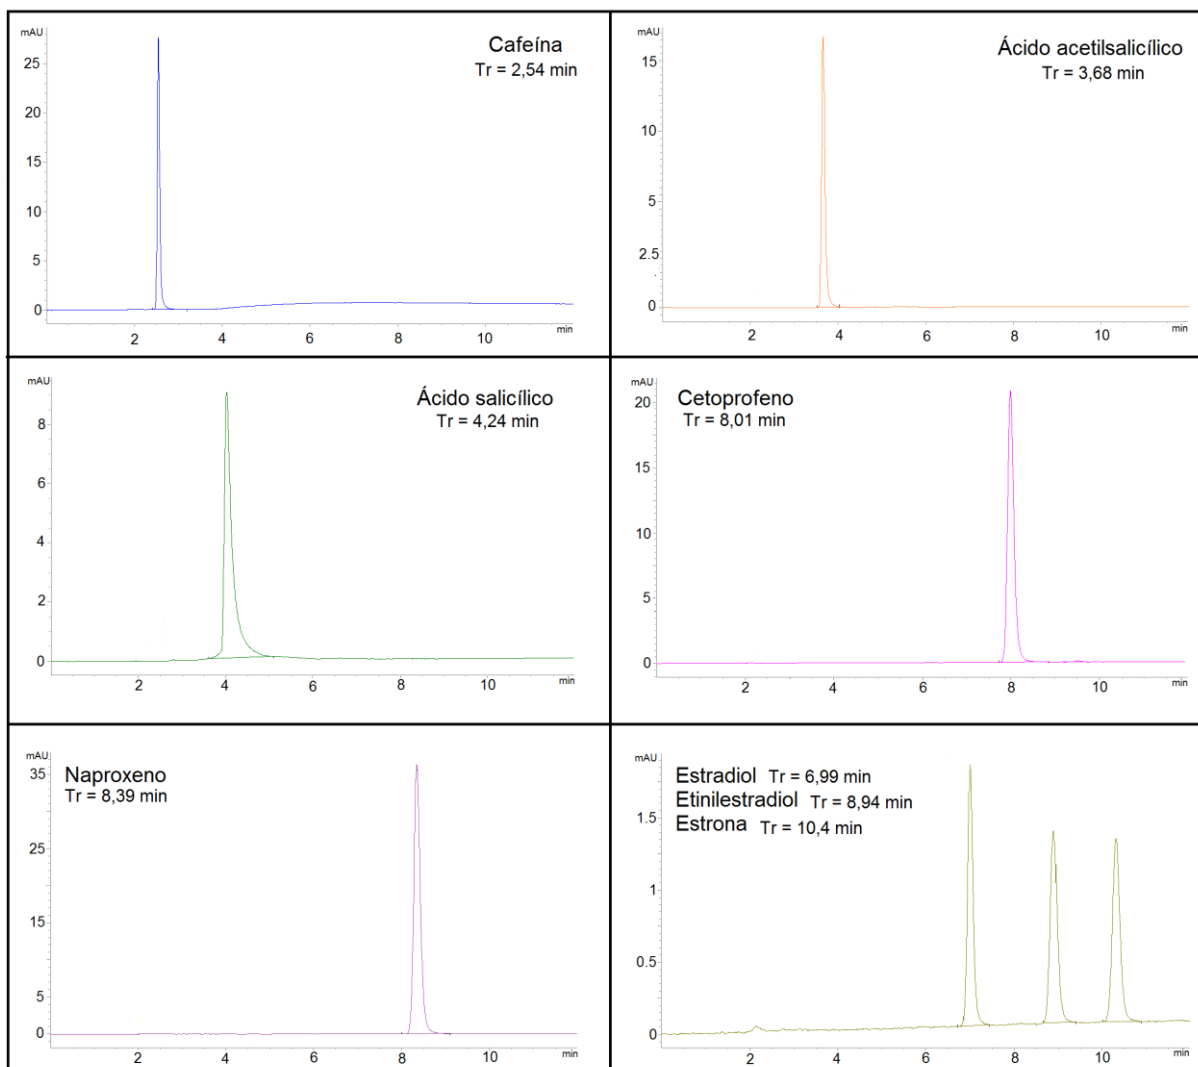 mAU
Cafeína
Tr = 2,54 min
25
20
15
10
5
0
2
4
6
8
10
min
mAU
Ácido acetilsalicílico
Tr = 3,68 min
15
10
5
2.5
0
2
4
6
8
10
min
mAU
Ácido salicílico
Tr = 4,24 min
8
6
4
2
0
2
4
6
8
10
min
mAU
Cetoprofeno
Tr = 8,01 min
20
15
10
5
0
2
4
6
8
10
min
mAU
Naproxeno
Tr = 8,39 min
35
25
15
5
0
2
4
6
8
10
min
mAU
Estradiol Tr = 6,99 min
Etinilestradiol Tr = 8,94 min
Estrona Tr = 10,4 min
1.5
1
0.5
0
2
4
6
8
10
min